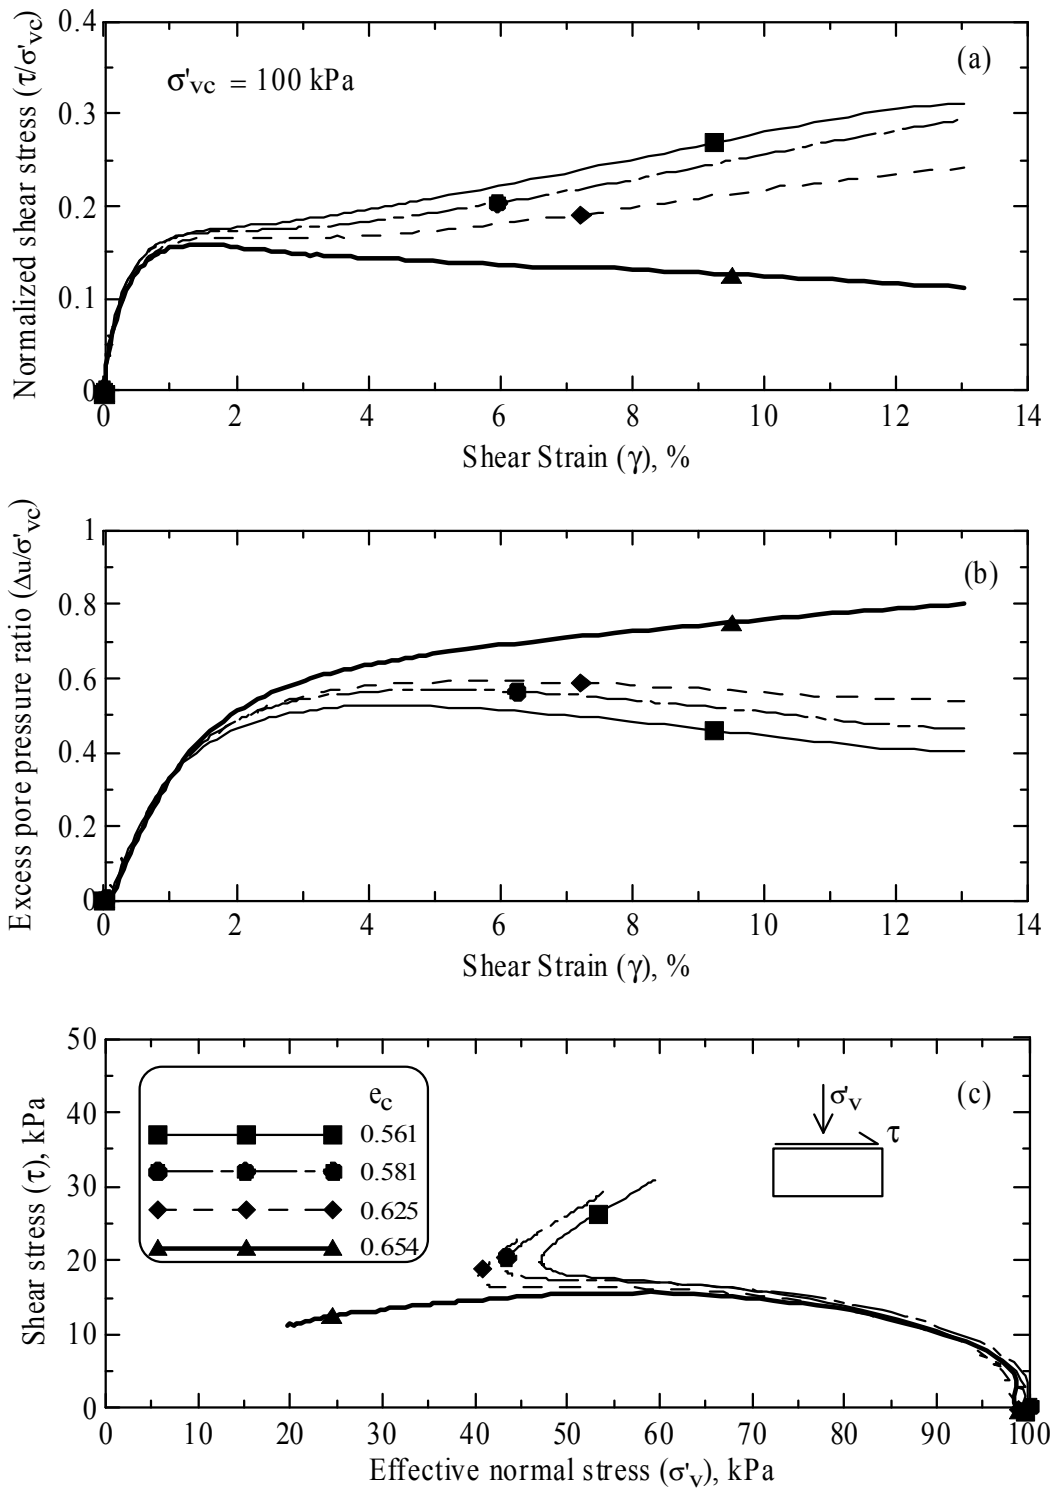 0.4
(a)
σ'vc = 100 kPa
0.3
0.2
0.1
0
0 2 4 6 8 10 12 14
Normalized shear stress (τ/σ'vc)
Shear Strain (γ), %
1
(b)
0.8
0.6
0.4
0.2
0
0 2 4 6 8 10 12 14
Excess pore pressure ratio (Δu/σ'vc)
Shear Strain (γ), %
50
(c)
ec
σ'v
0.561
τ
0.581
0.625
0.654
40
30
20
10
0
0 10 20 30 40 50 60 70 80 90 100
Shear stress (τ), kPa
Effective normal stress (σ'v), kPa